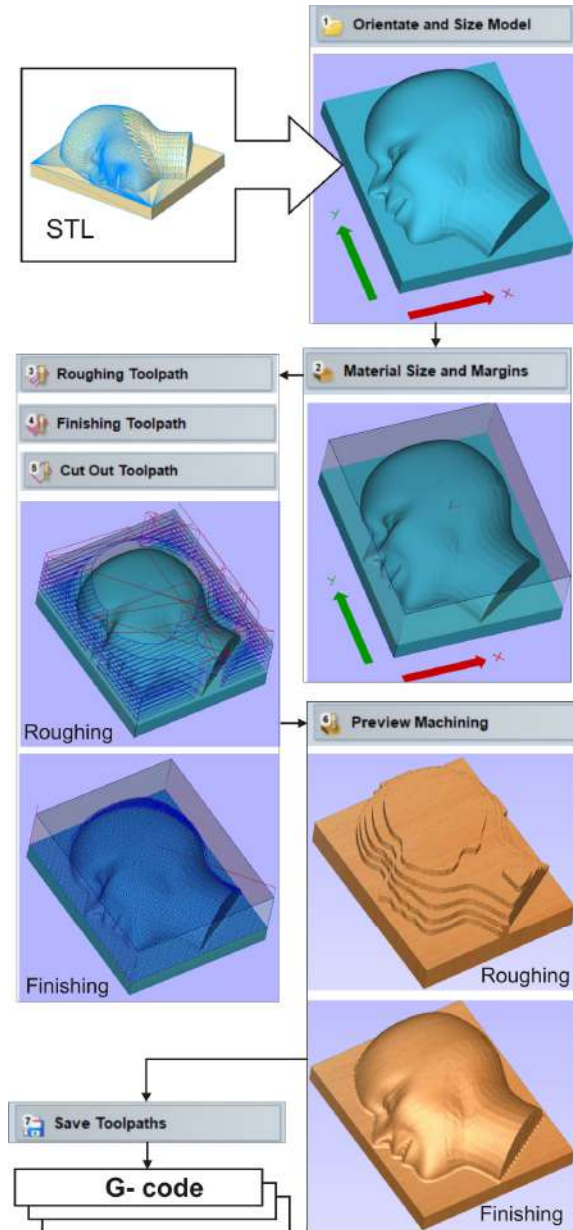 1 Orientate and Size Model
STL
y
x
2 Material Size and Margins
y
x
3 Roughing Toolpath
4 Finishing Toolpath
5 Cut Out Toolpath
Roughing
Finishing
6 Preview Machining
Roughing
Finishing
7 Save Toolpaths
G- code